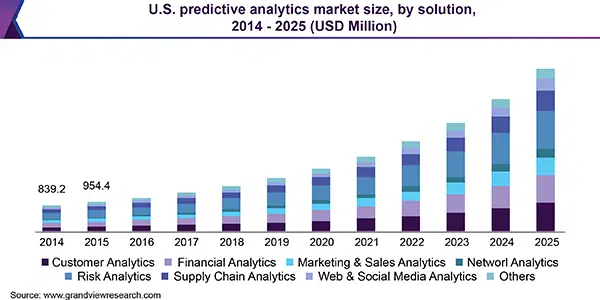 U.S. predictive analytics market size, by solution,
2014 - 2025 (USD Million)
839.2
954.4
2014 2015 2016 2017 2018 2019 2020 2021 2022 2023 2024 2025
Customer Analytics Financial Analytics Marketing & Sales Analytics Networl Analytics
Risk Analytics Supply Chain Analytics Web & Social Media Analytics Others
Source: www.grandviewresearch.com